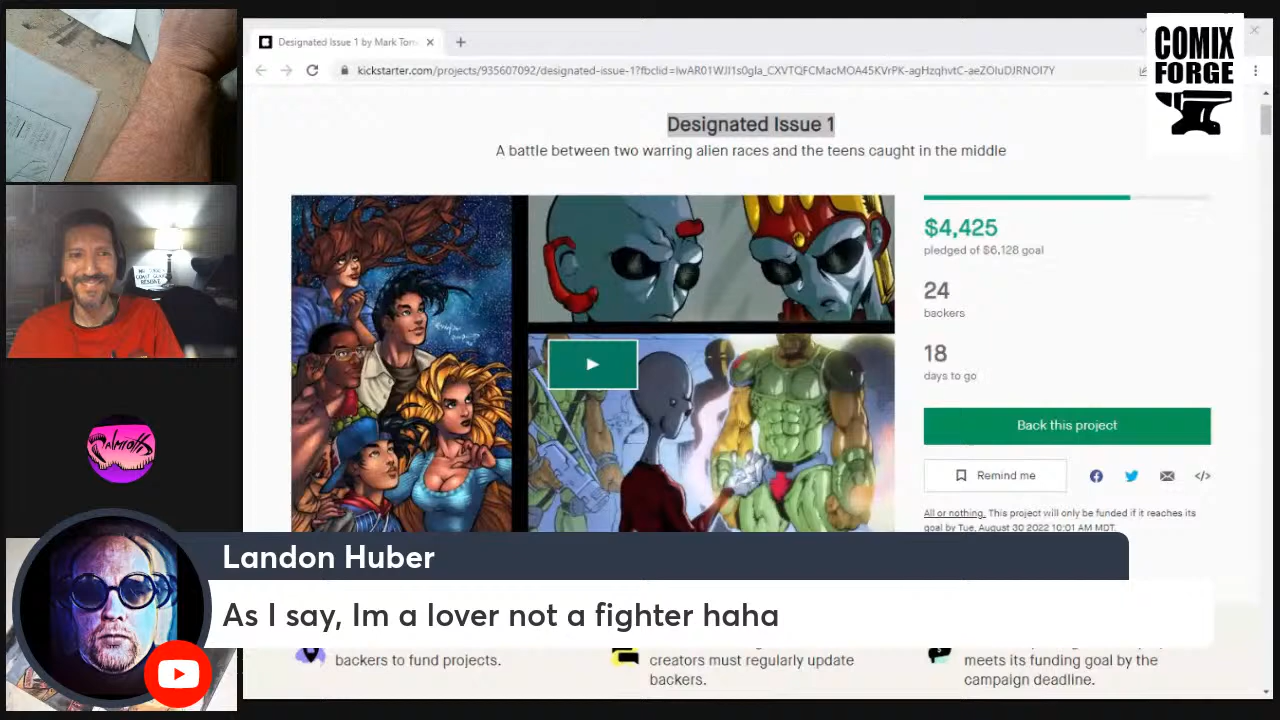 Designated Issue 1 by Mark Tom
kickstarter.com/projects/935607092/designated-issue-1?fbclid=
COMIX
FORGE
Designated Issue 1
A battle between two warring alien races and the teens caught in the middle
$4,425
pledged of $6,128 goal
24
backers
18
days to go
Back this project
Remind me
</>
All or nothing. This project will only be funded if it reaches its
goal by Tue, August 30 2022 10:01 AM MDT.
Landon Huber
As I say, Im a lover not a fighter haha
backers to fund projects.
creators must regularly update
backers.
meets its funding goal by the
campaign deadline.